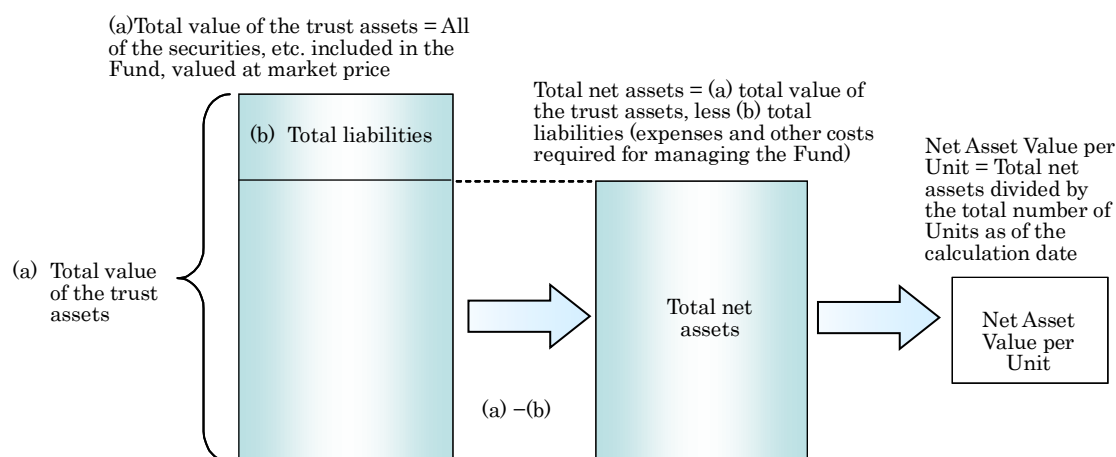 (a)Total value of the trust assets = All
of the securities, etc. included in the
Fund, valued at market price
(b) Total liabilities
Total net assets = (a) total value of
the trust assets, less (b) total
liabilities (expenses and other costs
required for managing the Fund)
Net Asset Value per
Unit = Total net
assets divided by
the total number of
Units as of the
calculation date
(a) Total value
of the trust
assets
Total net
assets
Net Asset
Value per
Unit
(a) −(b)